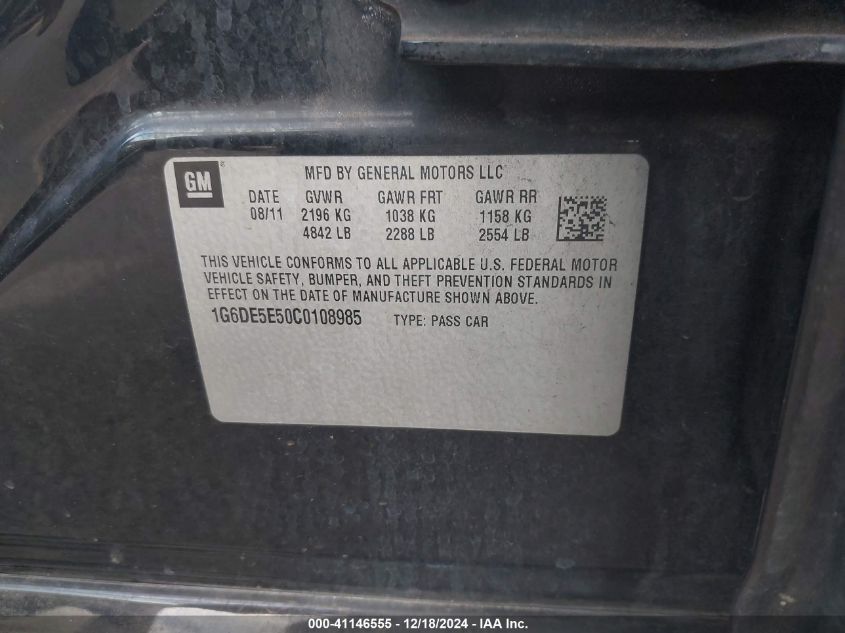 GM
MFD BY GENERAL MOTORS LLC
DATE GVWR GAWR FRT GAWR RR
08/11 2196 KG 1038 KG 1158 KG
4842 LB 2288 LB 2554 LB
THIS VEHICLE CONFORMS TO ALL APPLICABLE U.S. FEDERAL MOTOR
VEHICLE SAFETY, BUMPER, AND THEFT PREVENTION STANDARDS IN
EFFECT ON THE DATE OF MANUFACTURE SHOWN ABOVE.
1G6DE5E50C0108985 TYPE: PASS CAR
000-41146555 - 12/18/2024 - IAA Inc.